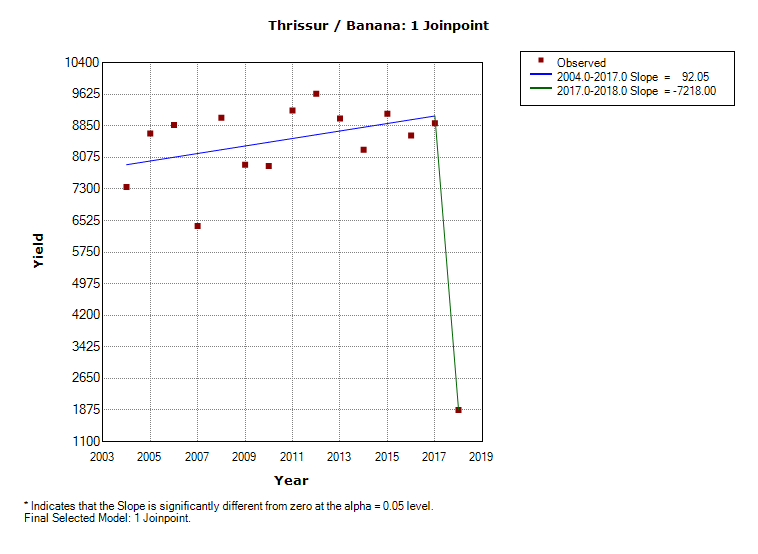 Thrissur / Banana: 1 Joinpoint
Observed
2004.0-2017.0 Slope = 92.05
2017.0-2018.0 Slope = -7218.00
10400
9625
8850
8075
7300
6525
5750
4975
4200
3425
2650
1875
1100
Yield
2003 2005 2007 2009 2011 2013 2015 2017 2019
Year
* Indicates that the Slope is significantly different from zero at the alpha = 0.05 level.
Final Selected Model: 1 Joinpoint.